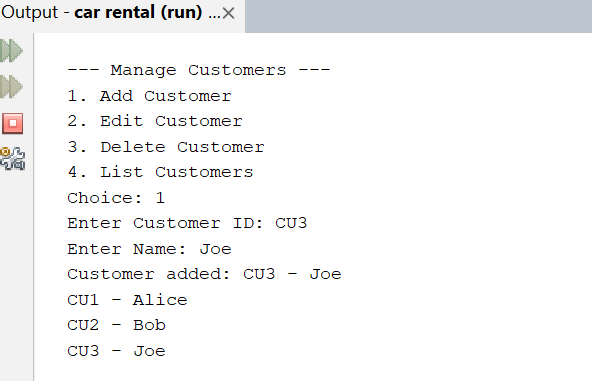 Output - car rental (run) ...×
--- Manage Customers ---
1. Add Customer
2. Edit Customer
3. Delete Customer
4. List Customers
Choice: 1
Enter Customer ID: CU3
Enter Name: Joe
Customer added: CU3 - Joe
CU1 - Alice
CU2 - Bob
CU3 - Joe